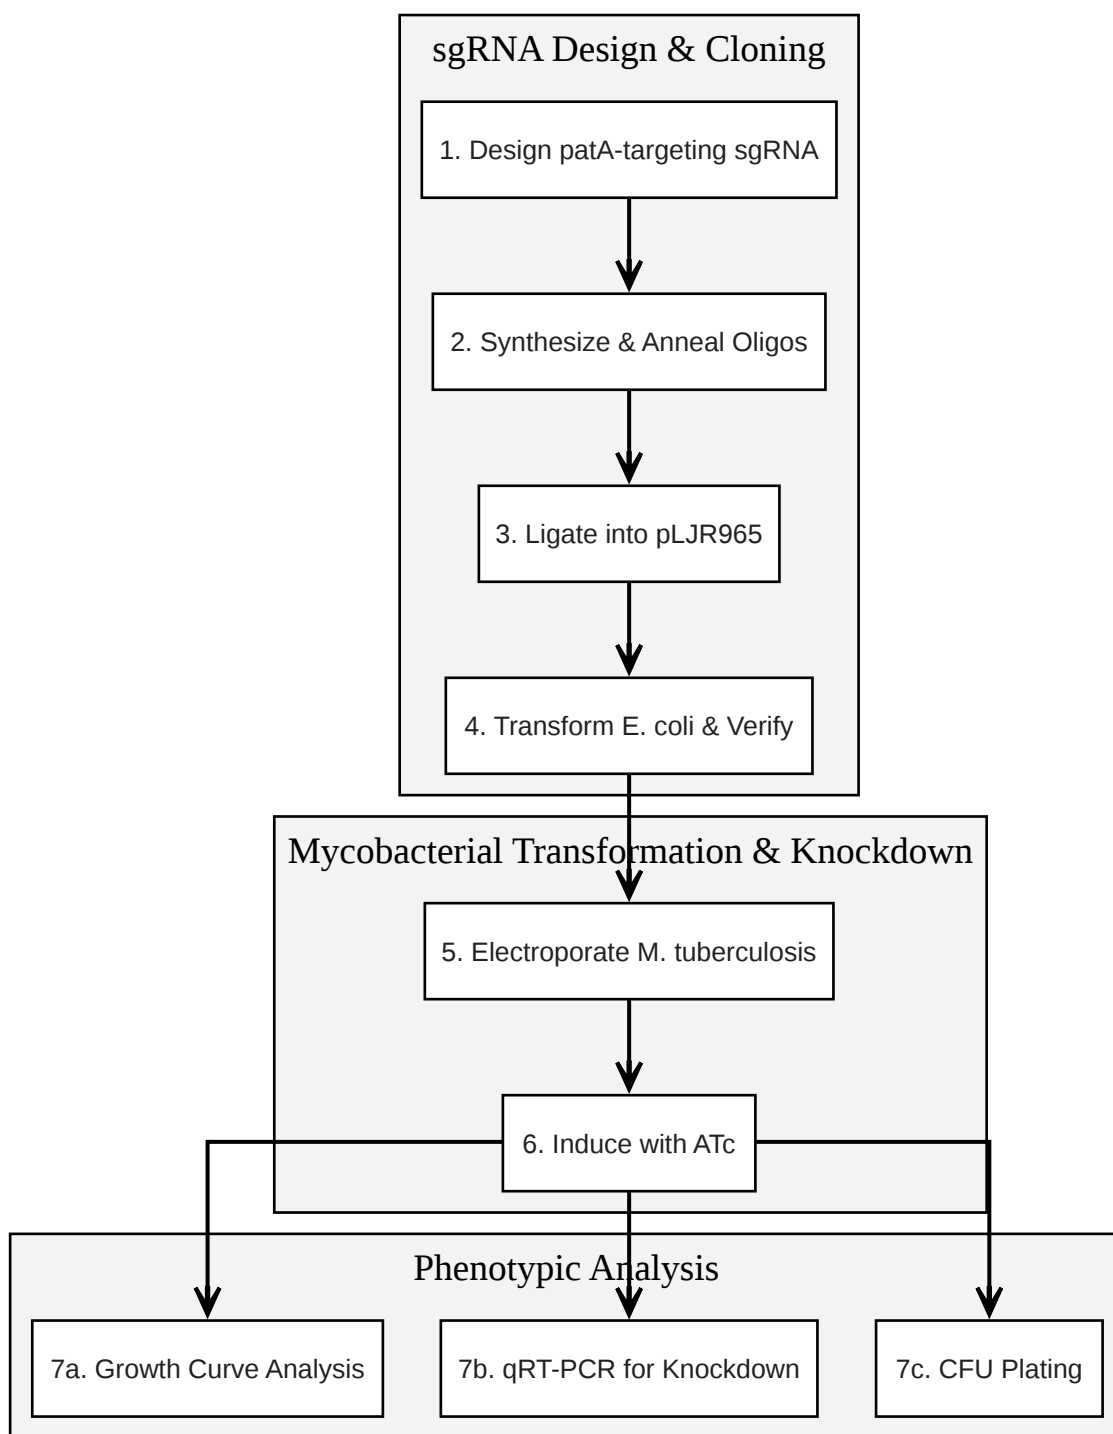 sgRNA Design & Cloning
1. Design patA-targeting sgRNA
2. Synthesize & Anneal Oligos
3. Ligate into pLJR965
4. Transform E. coli & Verify
Mycobacterial Transformation & Knockdown
5. Electroporate M. tuberculosis
6. Induce with ATc
Phenotypic Analysis
7a. Growth Curve Analysis
7b. qRT-PCR for Knockdown
7c. CFU Plating